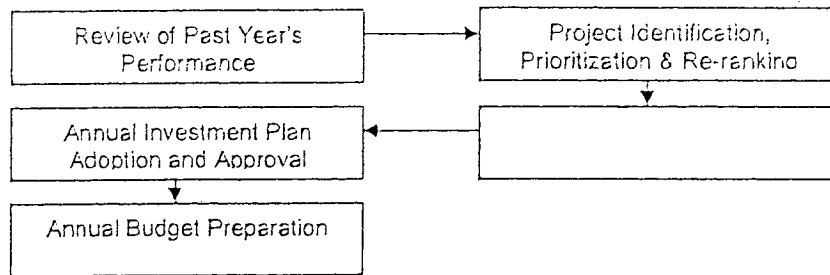 Review of Past Year's
Performance
Project Identification,
Prioritization & Re-ranking
Annual Investment Plan
Adoption and Approval
Annual Budget Preparation